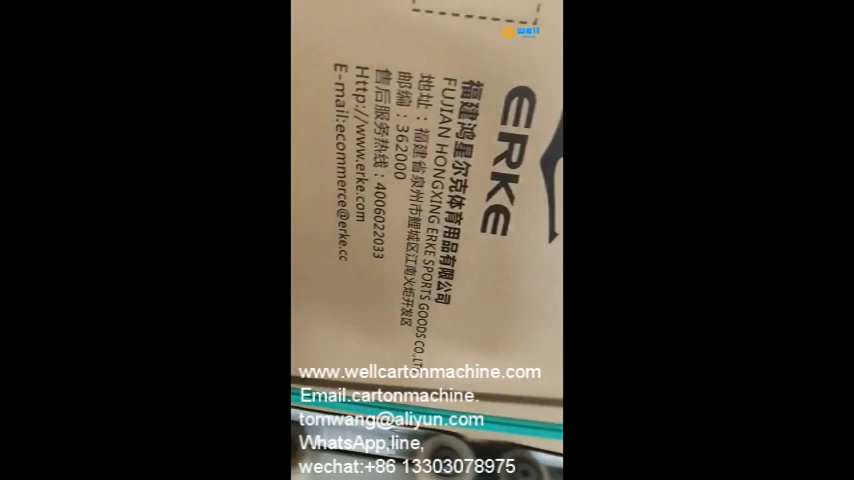 well
ERKE
福建鸿星尔克体育用品有限公司
FUJIAN HONGXING ERKE SPORTS GOODS CO.,LTD
地址：福建省泉州市鲤城区江南火炬开发区
邮编：362000
售后服务热线：4006022033
Http://www.erke.com
E-mail:ecommerce@erke.cc
www.wellcartonmachine.com
Email.cartonmachine.
tomwang@aliyun.com
WhatsApp,line,
wechat:+86 13303078975